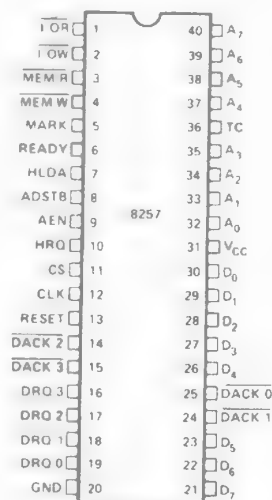 I OR 1 40 A7
I OW 2 39 A6
MEM R 3 38 A5
MEM W 4 37 A4
MARK 5 36 TC
READY 6 35 A3
HLDA 7 34 A2
ADSTB 8 33 A1
AEN 9 8257 32 A0
HRQ 10 31 VCC
CS 11 30 D0
CLK 12 29 D1
RESET 13 28 D2
DACK 2 14 27 D3
DACK 3 15 26 D4
DRQ 3 16 25 DACK 0
DRQ 2 17 24 DACK 1
DRQ 1 18 23 D5
DRQ 0 19 22 D6
GND 20 21 D7